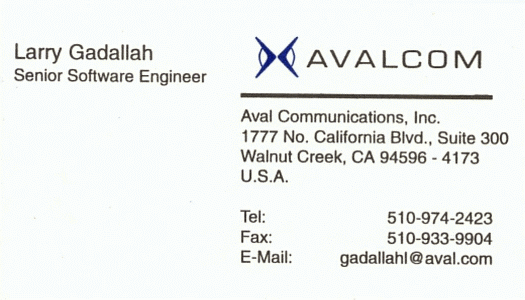 Larry Gadallah
Senior Software Engineer
AVALCOM
Aval Communications, Inc.
1777 No. California Blvd., Suite 300
Walnut Creek, CA 94596 - 4173
U.S.A.
Tel: 510-974-2423
Fax: 510-933-9904
E-Mail: gadallahl@aval.com